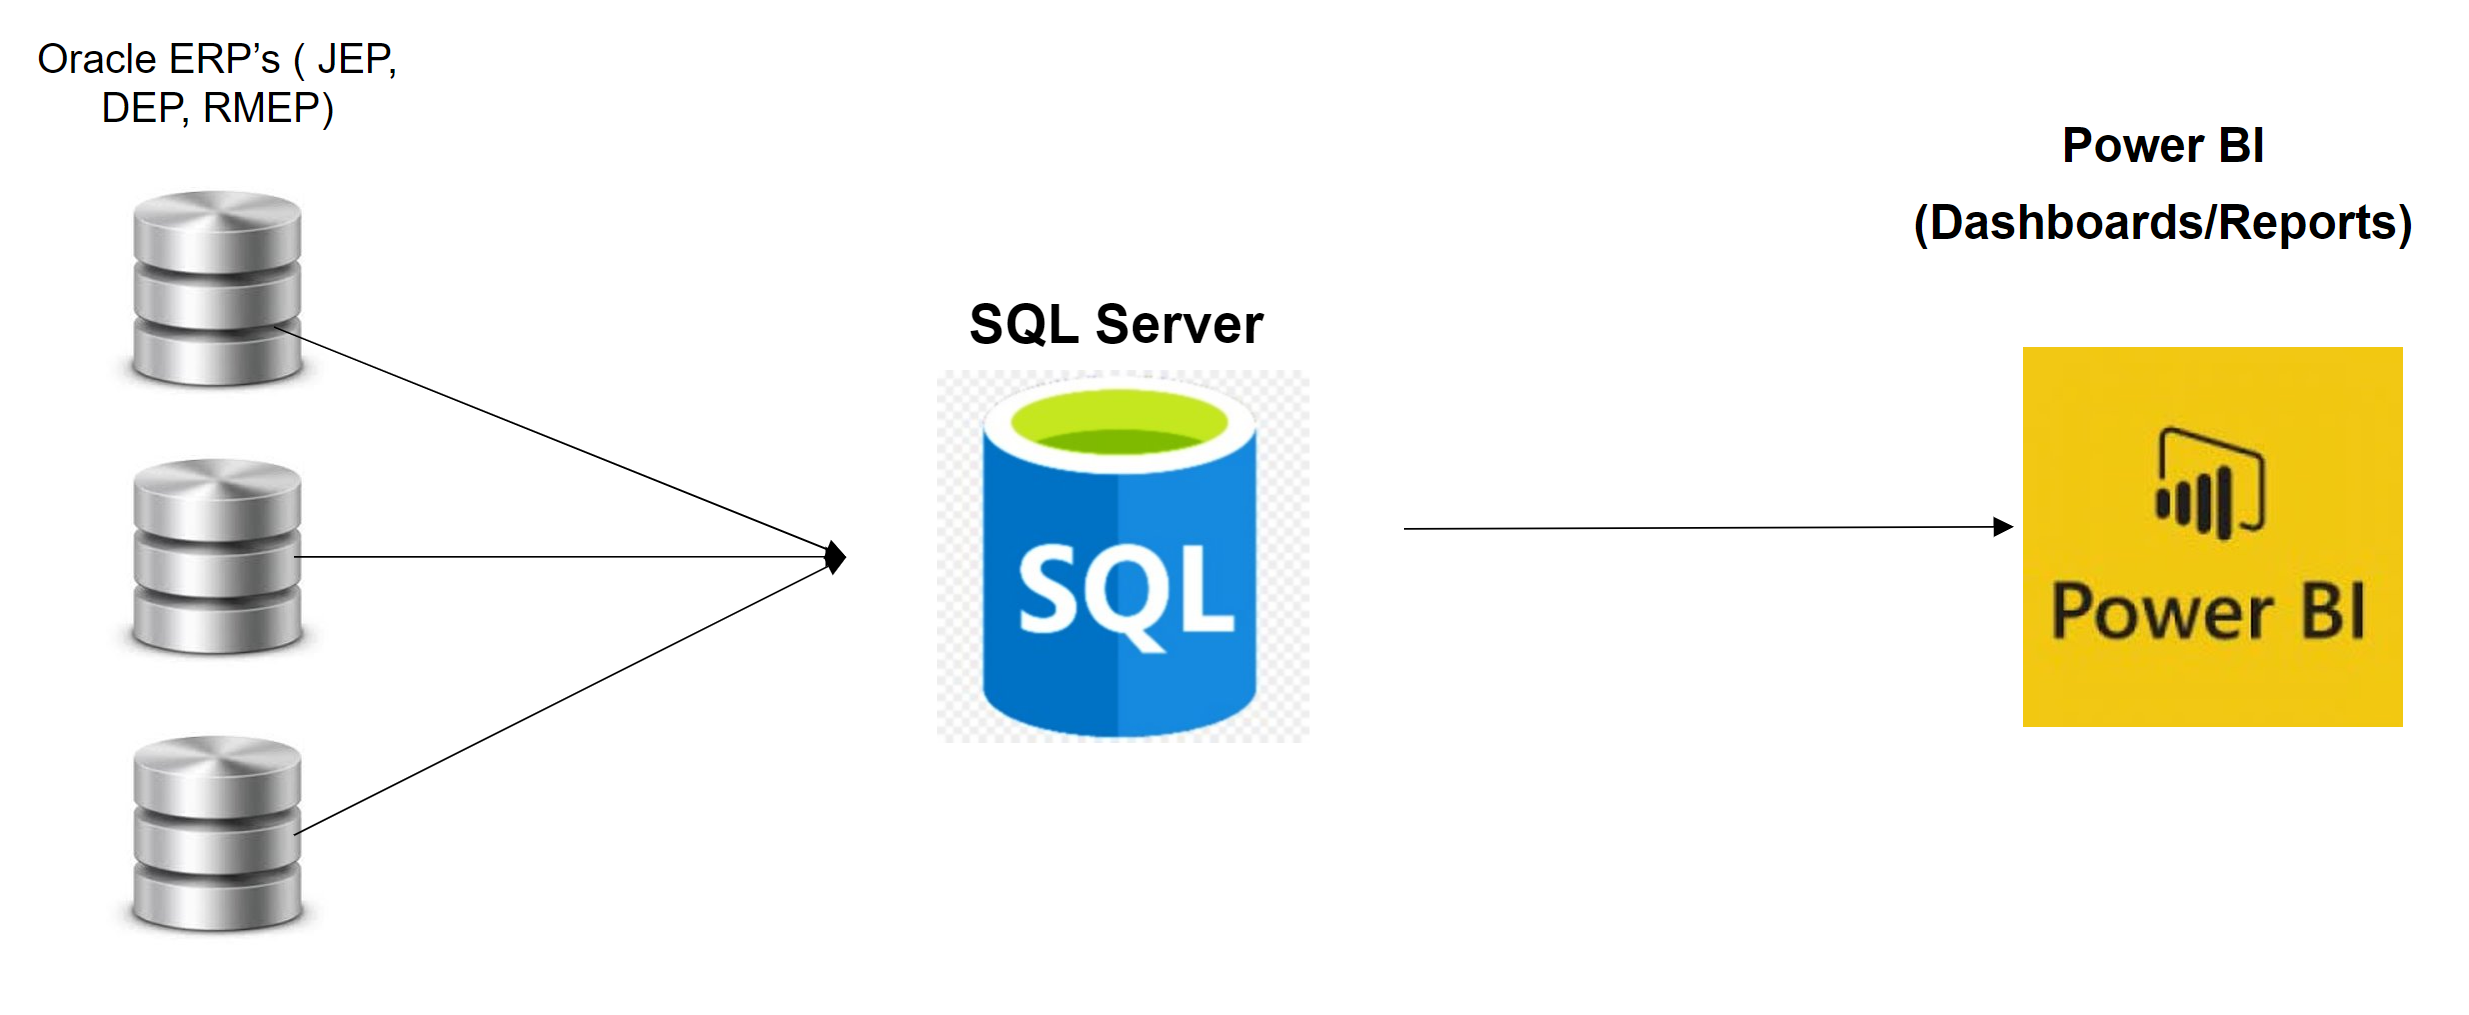 Oracle ERP’s ( JEP,
DEP, RMEP)
Power BI
(Dashboards/Reports)
SQL Server
SQL
Power BI